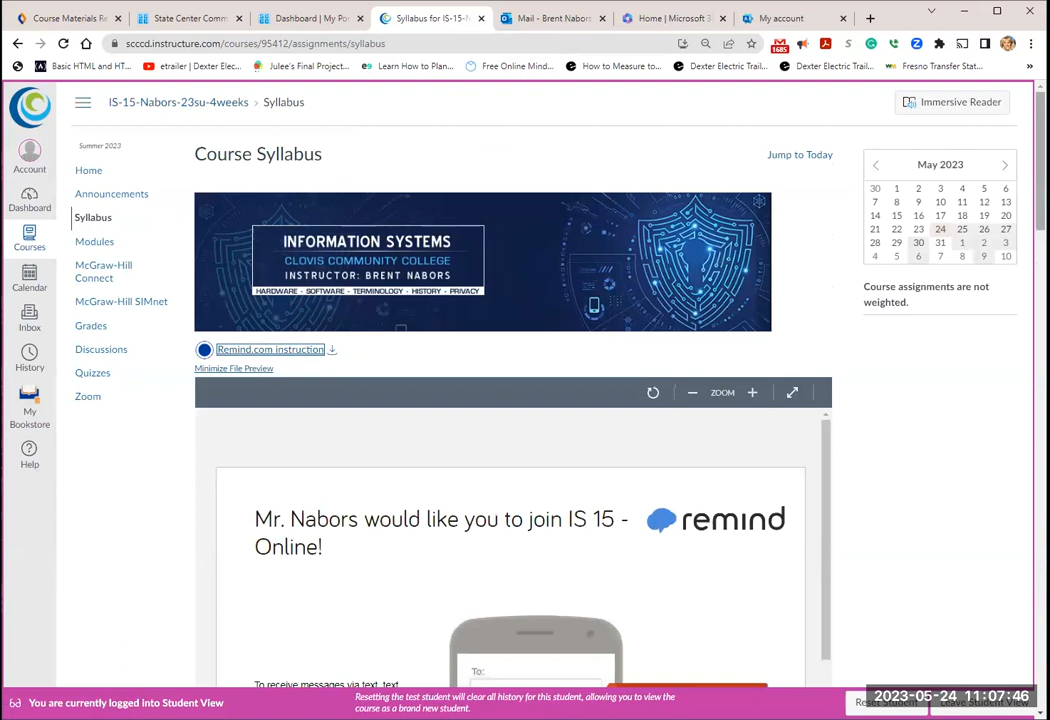 Course Materials Re
State Center Comm
Dashboard | My Po
Syllabus for IS-15-N
Mail - Brent Nabors
Home | Microsoft 3
My account
scccd.instructure.com/courses/95412/assignments/syllabus
1685
Basic HTML and HT...
etrailer | Dexter Elec...
Julee's Final Project...
Learn How to Plan...
Free Online Mind...
How to Measure to...
Dexter Electric Trail...
Dexter Electric Trail...
Fresno Transfer Stat...
IS-15-Nabors-23su-4weeks > Syllabus
Immersive Reader
Account
Dashboard
Courses
Calendar
Inbox
History
My
Bookstore
Help
Summer 2023
Home
Announcements
Syllabus
Modules
McGraw-Hill
Connect
McGraw-Hill SIMnet
Grades
Discussions
Quizzes
Zoom
Course Syllabus
Jump to Today
INFORMATION SYSTEMS
CLOVIS COMMUNITY COLLEGE
INSTRUCTOR: BRENT NABORS
HARDWARE - SOFTWARE - TERMINOLOGY - HISTORY - PRIVACY
Remind.com instruction
Minimize File Preview
ZOOM
Mr. Nabors would like you to join IS 15 -
Online!
remind
To receive messages via text, text
To:
May 2023
30 1 2 3 4 5 6
7 8 9 10 11 12 13
14 15 16 17 18 19 20
21 22 23 24 25 26 27
28 29 30 31 1 2 3
4 5 6 7 8 9 10
Course assignments are not
weighted.
You are currently logged into Student View
Resetting the test student will clear all history for this student, allowing you to view the
course as a brand new student.
Reset Student
Leave Student View
2023-05-24 11:07:46